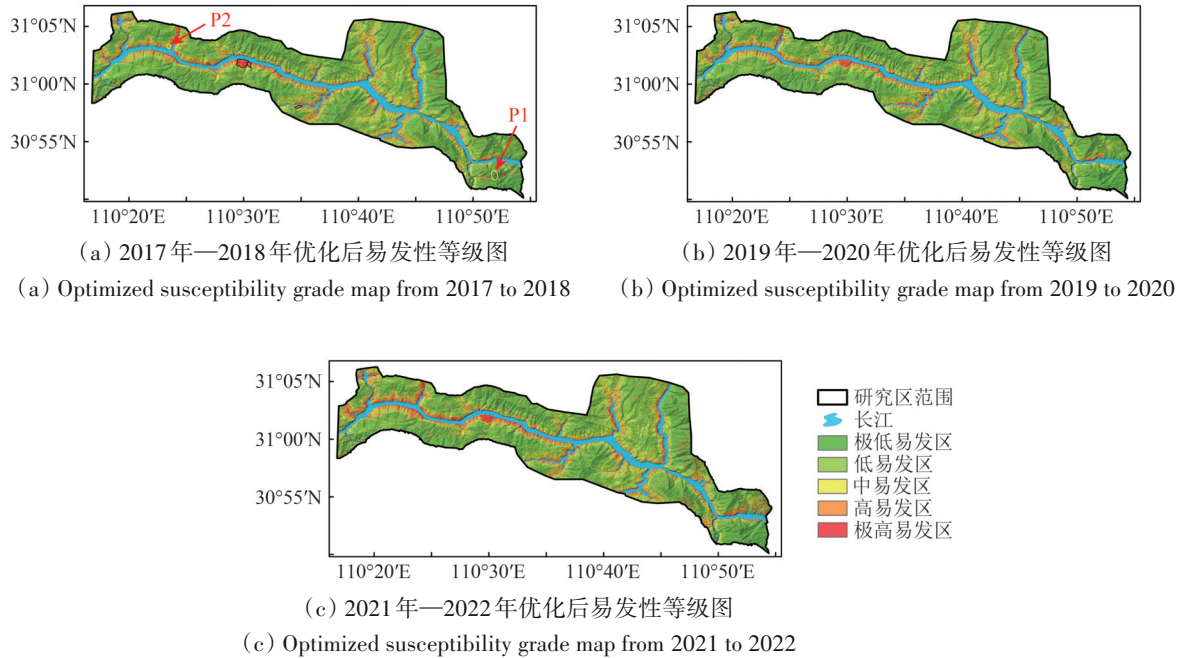 31°05′N
31°00′N
30°55′N
P2
P1
110°20′E 110°30′E 110°40′E 110°50′E
(a) 2017年—2018年优化后易发性等级图
(a) Optimized susceptibility grade map from 2017 to 2018
31°05′N
31°00′N
30°55′N
110°20′E 110°30′E 110°40′E 110°50′E
(b) 2019年—2020年优化后易发性等级图
(b) Optimized susceptibility grade map from 2019 to 2020
31°05′N
31°00′N
30°55′N
110°20′E 110°30′E 110°40′E 110°50′E
(c) 2021年—2022年优化后易发性等级图
(c) Optimized susceptibility grade map from 2021 to 2022
研究区范围
长江
极低易发区
低易发区
中易发区
高易发区
极高易发区